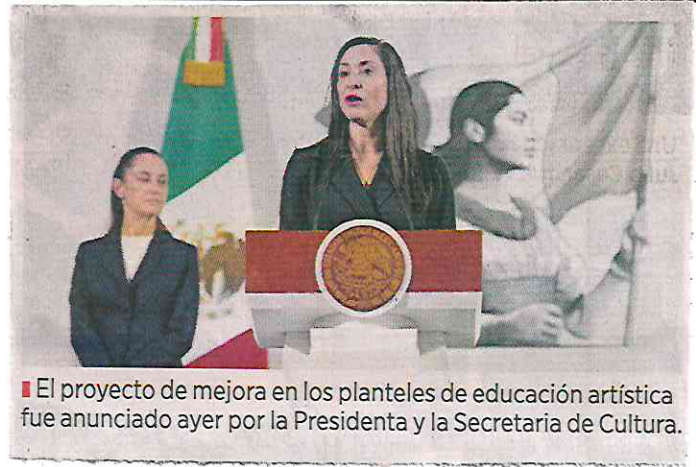 El proyecto de mejora en los planteles de educación artística
fue anunciado ayer por la Presidenta y la Secretaria de Cultura.